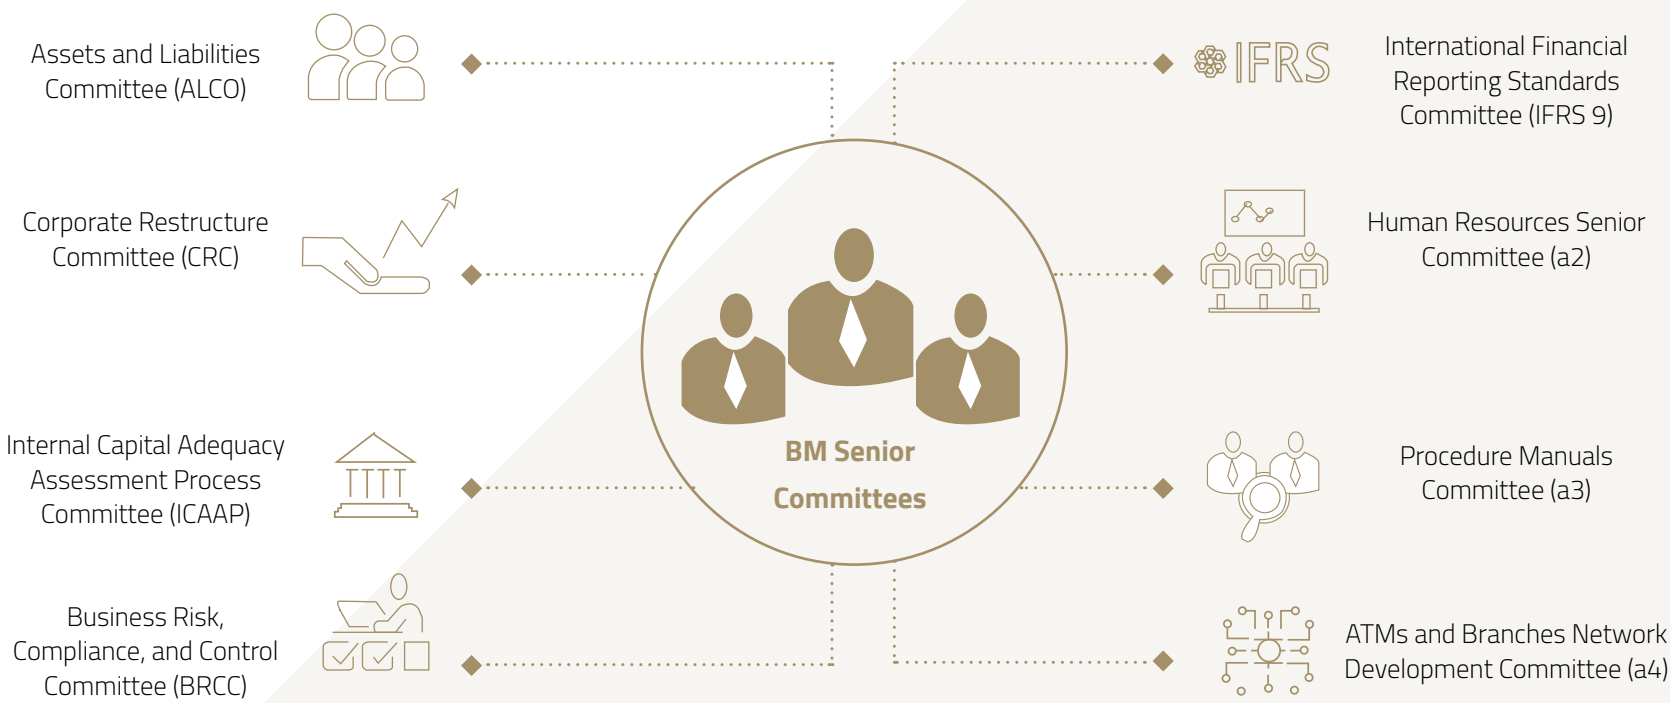 Assets and Liabilities
Committee (ALCO)
Corporate Restructure
Committee (CRC)
Internal Capital Adequacy
Assessment Process
Committee (ICAAP)
Business Risk,
Compliance, and Control
Committee (BRCC)
BM Senior
Committees
IFRS
International Financial
Reporting Standards
Committee (IFRS 9)
Human Resources Senior
Committee (a2)
Procedure Manuals
Committee (a3)
ATMs and Branches Network
Development Committee (a4)